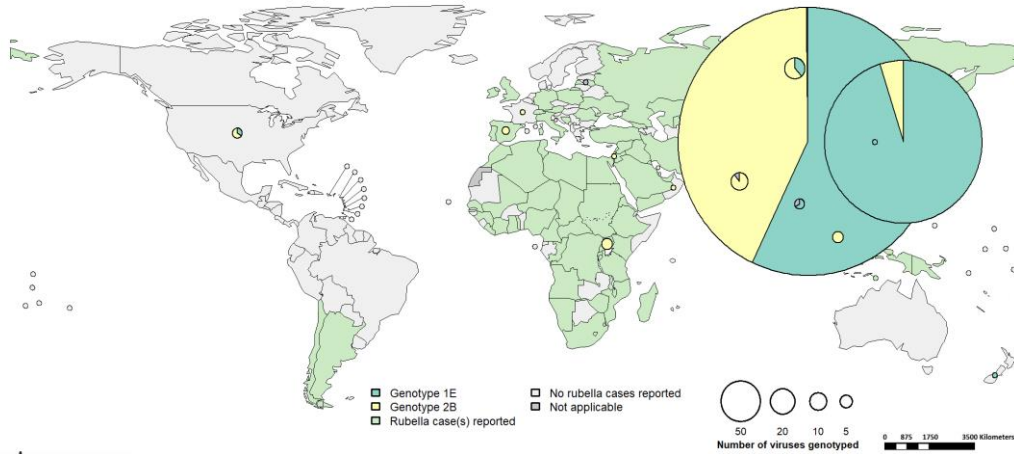 Genotype 1E
Genotype 2B
Rubella case(s) reported
No rubella cases reported
Not applicable
50 20 10 5
Number of viruses genotyped
0 875 1750 3500 Kilometers